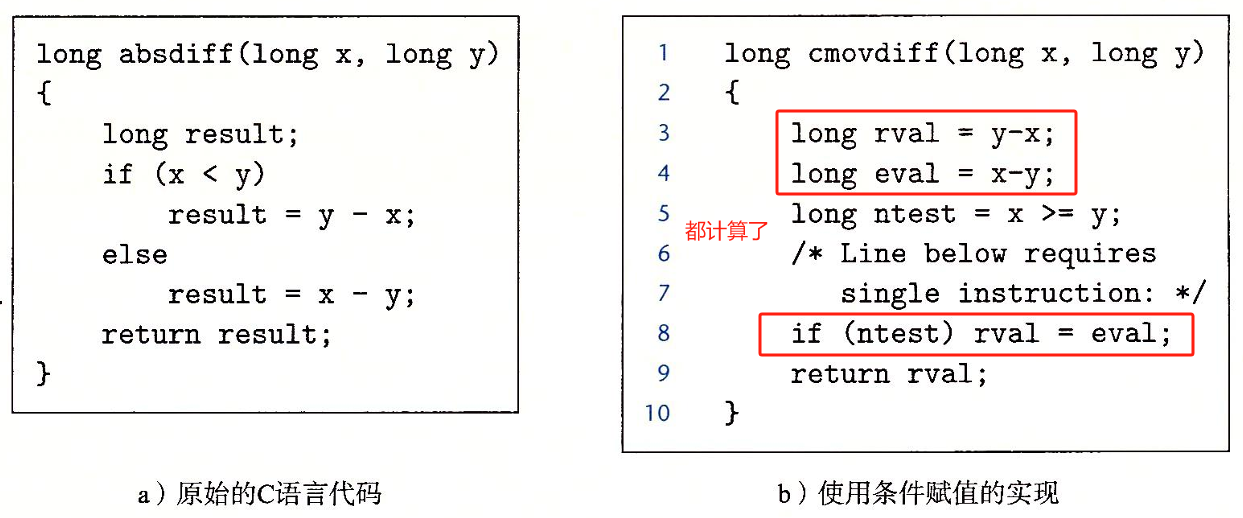 long absdiff(long x, long y)
{
    long result;
    if (x < y)
        result = y - x;
    else
        result = x - y;
    return result;
}
a）原始的C语言代码
1 long cmovdiff(long x, long y)
2 {
3     long rval = y-x;
4     long eval = x-y;
5     long ntest = x >= y;
都计算了
6     /* Line below requires
7        single instruction: */
8     if (ntest) rval = eval;
9     return rval;
10 }
b）使用条件赋值的实现